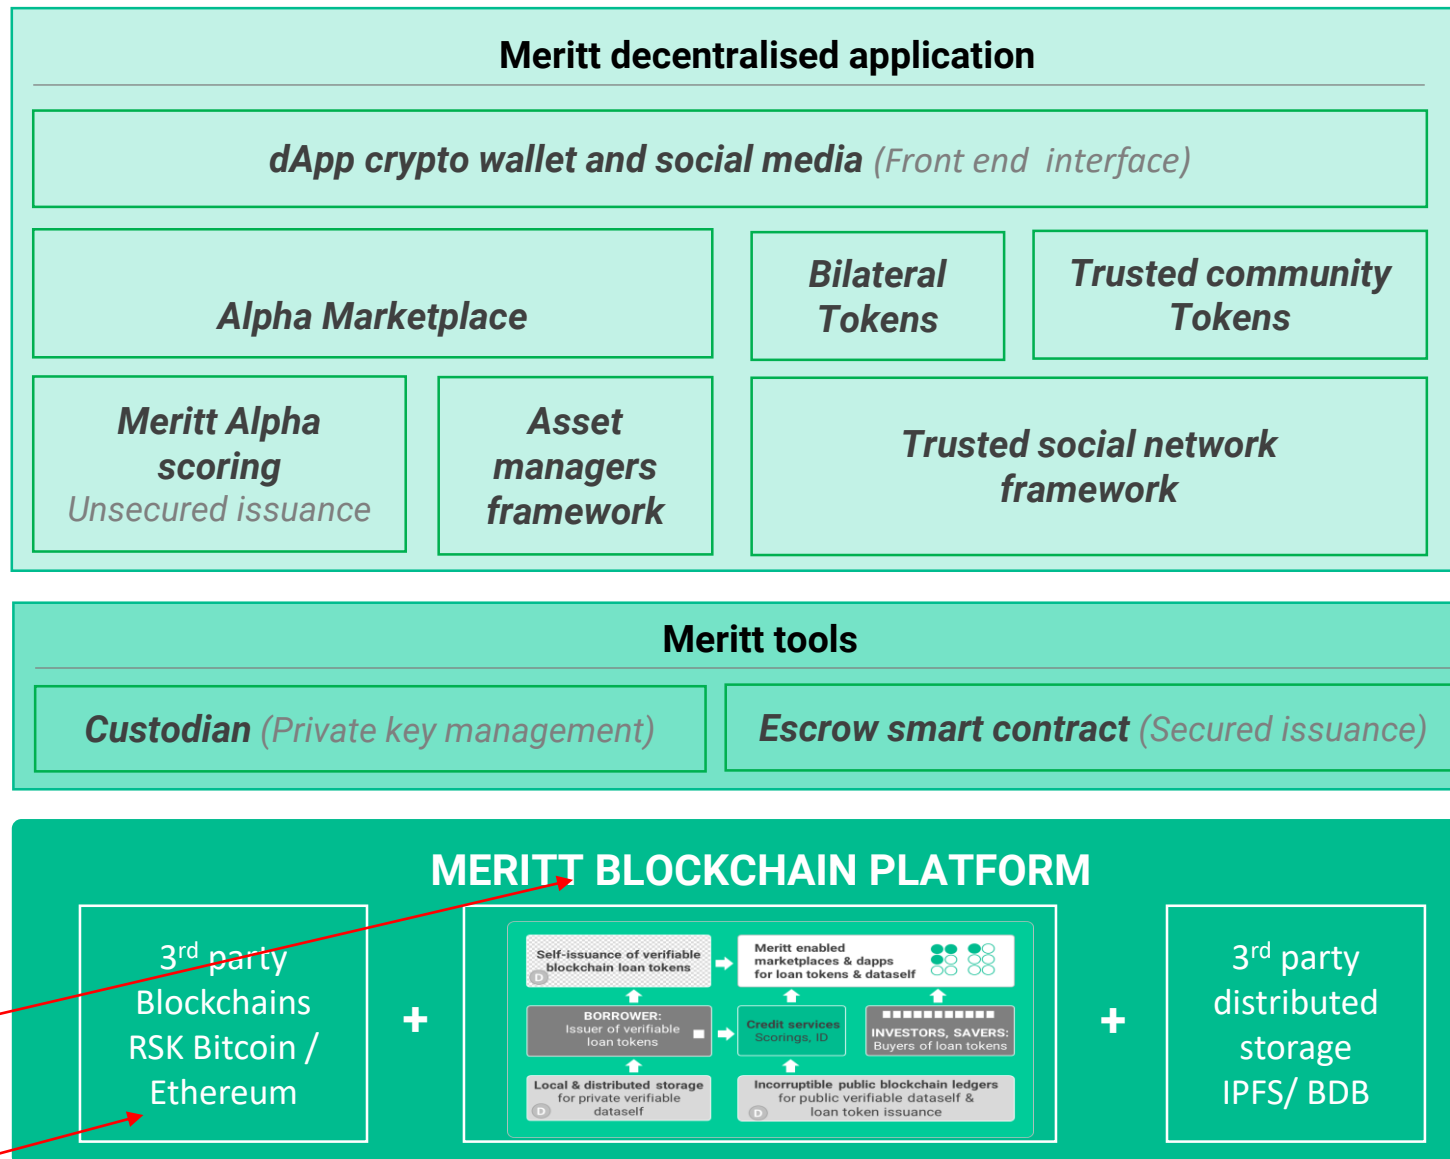 Meritt decentralised application
dApp crypto wallet and social media (Front end interface)
Alpha Marketplace
Bilateral
Tokens
Trusted community
Tokens
Meritt Alpha
scoring
Unsecured issuance
Asset
managers
framework
Trusted social network
framework
Meritt tools
Custodian (Private key management)
Escrow smart contract (Secured issuance)
MERITT BLOCKCHAIN PLATFORM
3rd party
Blockchains
RSK Bitcoin /
Ethereum
+
Self-issuance of verifiable
blockchain loan tokens
D
Meritt enabled
marketplaces & dapps
for loan tokens & dataself
BORROWER:
Issuer of verifiable
loan tokens
Credit services
Scorings, ID
INVESTORS, SAVERS:
Buyers of loan tokens
Local & distributed storage
for private verifiable
dataself
D
Incorruptible public blockchain ledgers
for public verifiable dataself &
loan token issuance
D
+
3rd party
distributed
storage
IPFS/ BDB